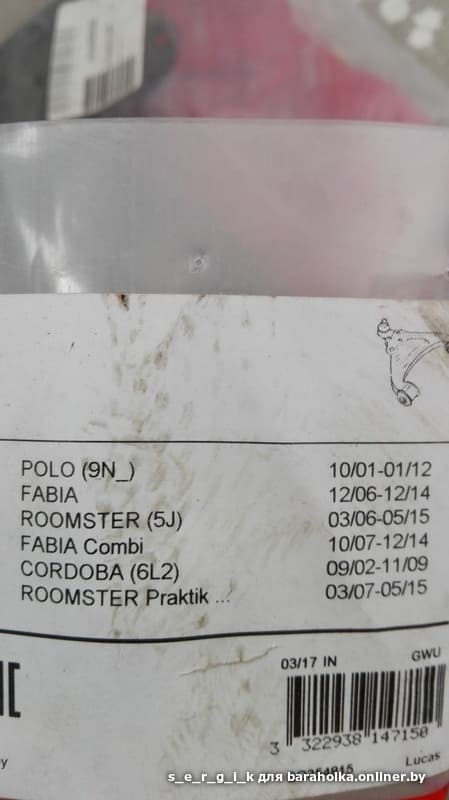 POLO (9N_) 10/01-01/12
FABIA 12/06-12/14
ROOMSTER (5J) 03/06-05/15
FABIA Combi 10/07-12/14
CORDOBA (6L2) 09/02-11/09
ROOMSTER Praktik ... 03/07-05/15
03/17 IN GWU
3 322938 147150
Lucas
s_e_r_g_I_k для baraholka.onliner.by